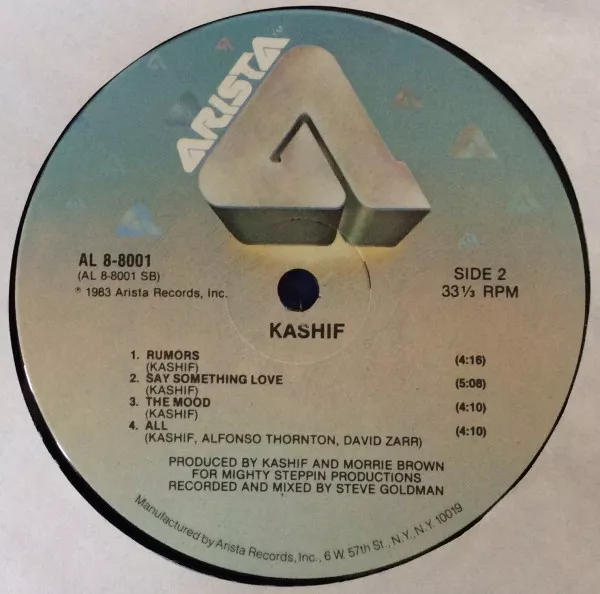 ARISTA™
AL 8-8001
(AL 8-8001 SB)
℗ 1983 Arista Records, Inc.
SIDE 2
33⅓ RPM
KASHIF
1. RUMORS (4:16)
(KASHIF)
2. SAY SOMETHING LOVE (5:08)
(KASHIF)
3. THE MOOD (4:10)
(KASHIF)
4. ALL (4:10)
(KASHIF, ALFONSO THORNTON, DAVID ZARR)
PRODUCED BY KASHIF AND MORRIE BROWN
FOR MIGHTY STEPPIN PRODUCTIONS
RECORDED AND MIXED BY STEVE GOLDMAN
Manufactured by Arista Records, Inc., 6 W. 57th St., N.Y., N.Y. 10019